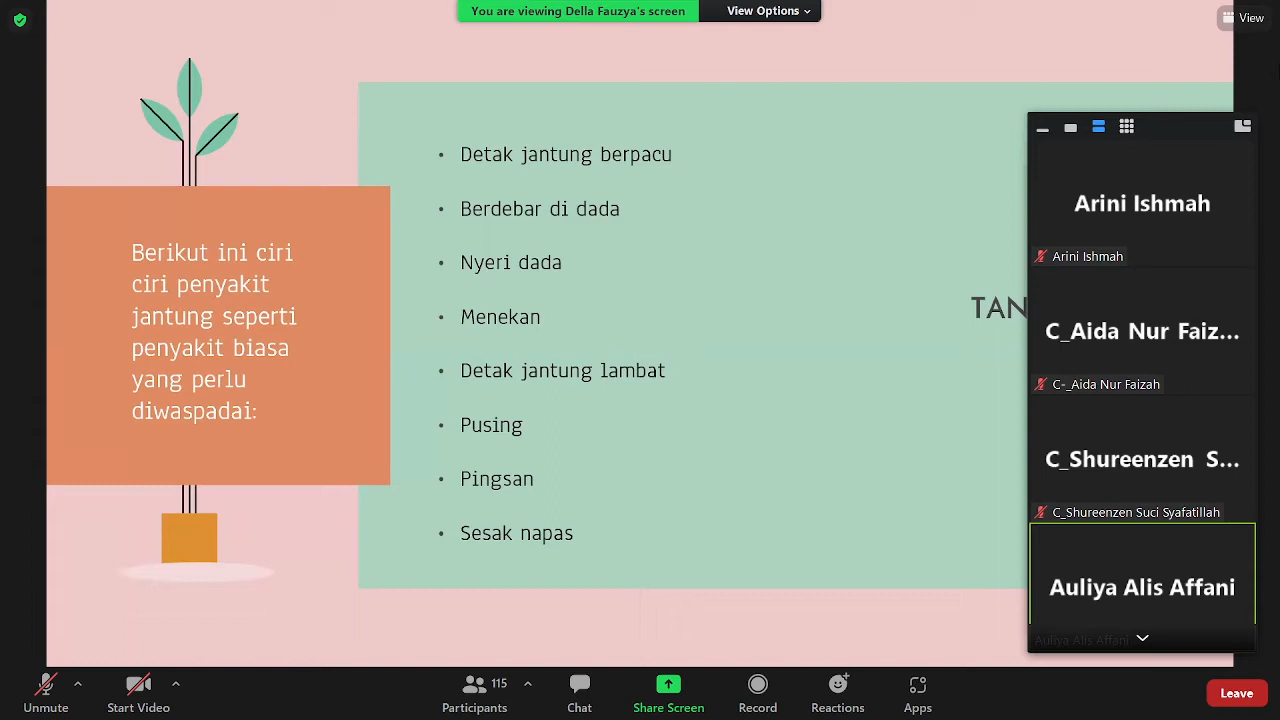 You are viewing Della Fauzya's screen
View Options
View
Berikut ini ciri
ciri penyakit
jantung seperti
penyakit biasa
yang perlu
diwaspadai:
• Detak jantung berpacu
• Berdebar di dada
• Nyeri dada
• Menekan
• Detak jantung lambat
• Pusing
• Pingsan
• Sesak napas
TAN
Arini Ishmah
Arini Ishmah
C_Aida Nur Faiz...
C-_Aida Nur Faizah
C_Shureenzen S...
C_Shureenzen Suci Syafatillah
Auliya Alis Affani
Auliya Alis Affani
Unmute
Start Video
115
Participants
Chat
Share Screen
Record
Reactions
Apps
Leave